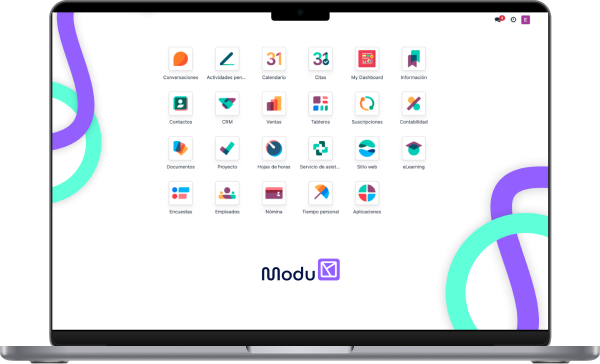 E
Conversaciones Actividades pen... Calendario Citas My Dashboard Información
31 31
Contactos CRM Ventas Tableros Suscripciones Contabilidad
Documentos Proyecto Hojas de horas Servicio de asist... Sitio web eLearning
Encuestas Empleados Nómina Tiempo personal Aplicaciones
Modu